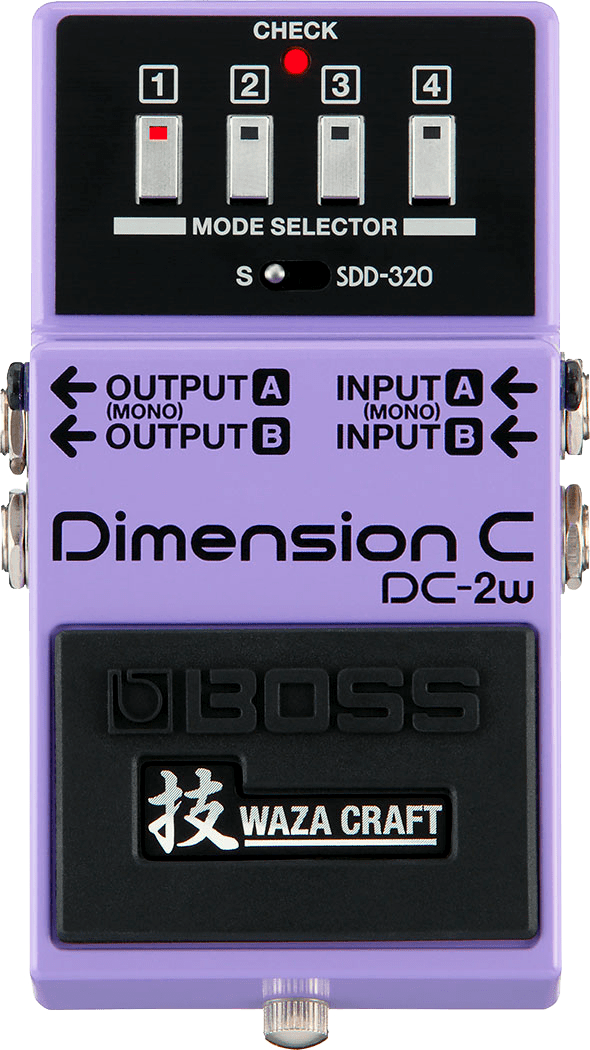 CHECK
1 2 3 4
MODE SELECTOR
S SDD-320
OUTPUT A INPUT A
(MONO) (MONO)
OUTPUT B INPUT B
Dimension C
DC-2w
BOSS
技 WAZA CRAFT